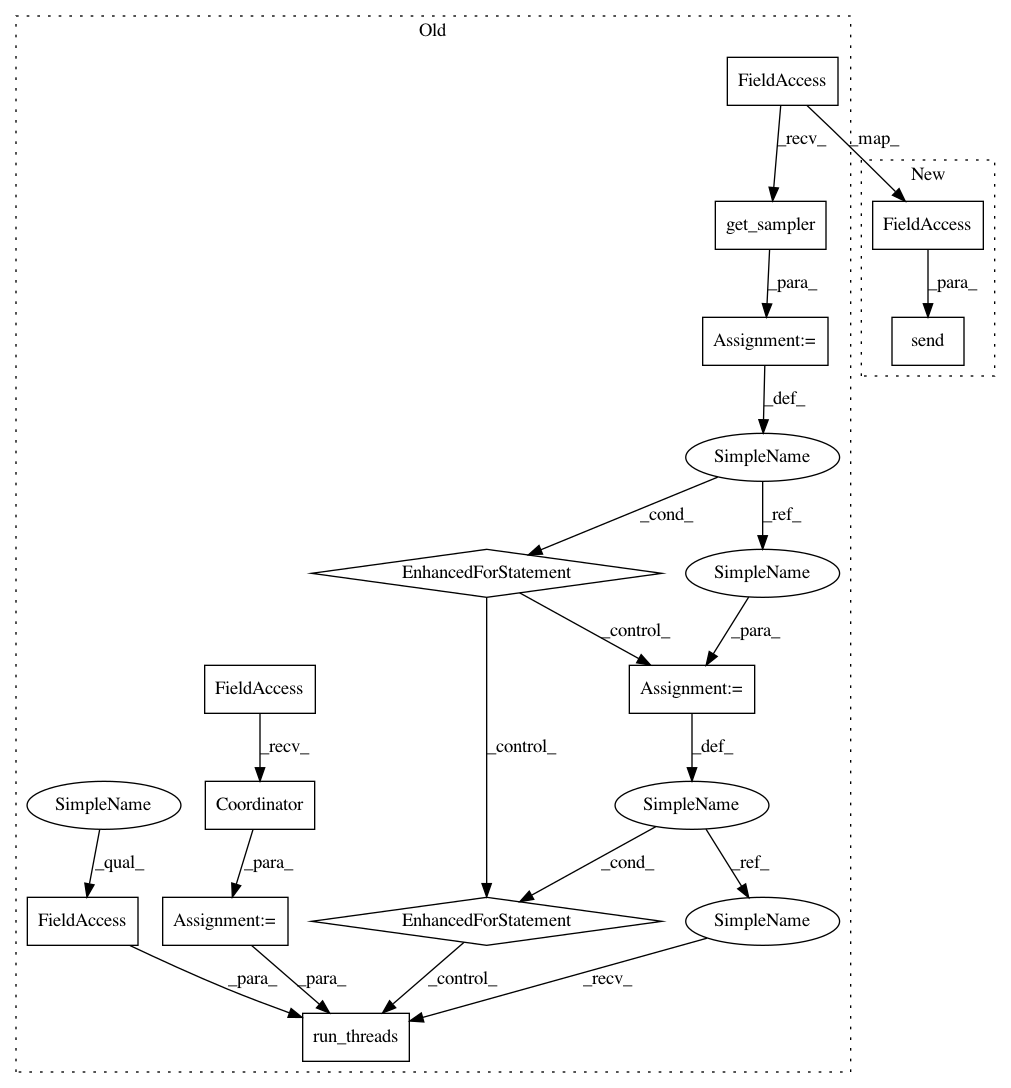 Old
FieldAccess
_recv_
_map_
New
get_sampler
FieldAccess
_para_
_para_
Assignment:=
send
_def_
SimpleName
_cond_
_ref_
EnhancedForStatement
SimpleName
_control_
_para_
FieldAccess
Assignment:=
_recv_
_control_
_def_
SimpleName
Coordinator
SimpleName
_qual_
_para_
_cond_
_ref_
FieldAccess
Assignment:=
EnhancedForStatement
SimpleName
_para_
_para_
_control_
_recv_
run_threads